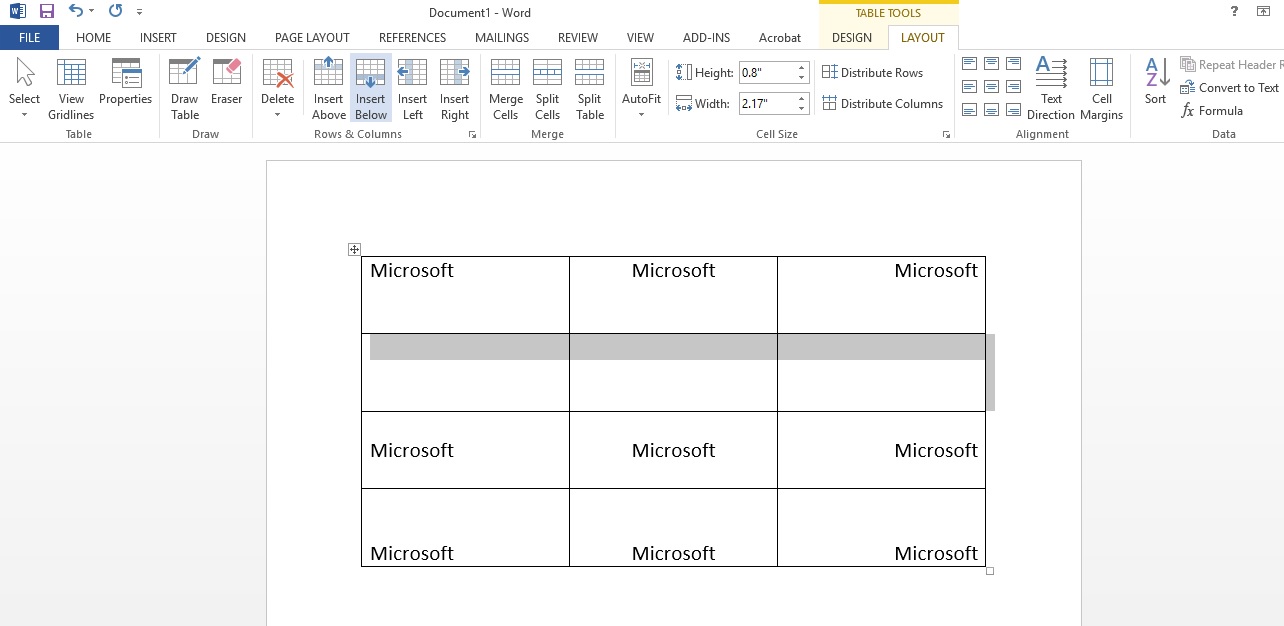 Document1 - Word
TABLE TOOLS
?
FILE HOME INSERT DESIGN PAGE LAYOUT REFERENCES MAILINGS REVIEW VIEW ADD-INS Acrobat DESIGN LAYOUT
Select
View Gridlines
Properties
Table
Draw Table
Eraser
Draw
Delete
Insert Above
Insert Below
Insert Left
Insert Right
Rows & Columns
Merge Cells
Split Cells
Split Table
Merge
AutoFit
Height: 0.8"
Width: 2.17"
Distribute Rows
Distribute Columns
Cell Size
A
Text Direction
Cell Margins
Alignment
A
Z
Sort
Repeat Header R
Convert to Text
fx Formula
Data
Microsoft Microsoft Microsoft
Microsoft Microsoft Microsoft
Microsoft Microsoft Microsoft